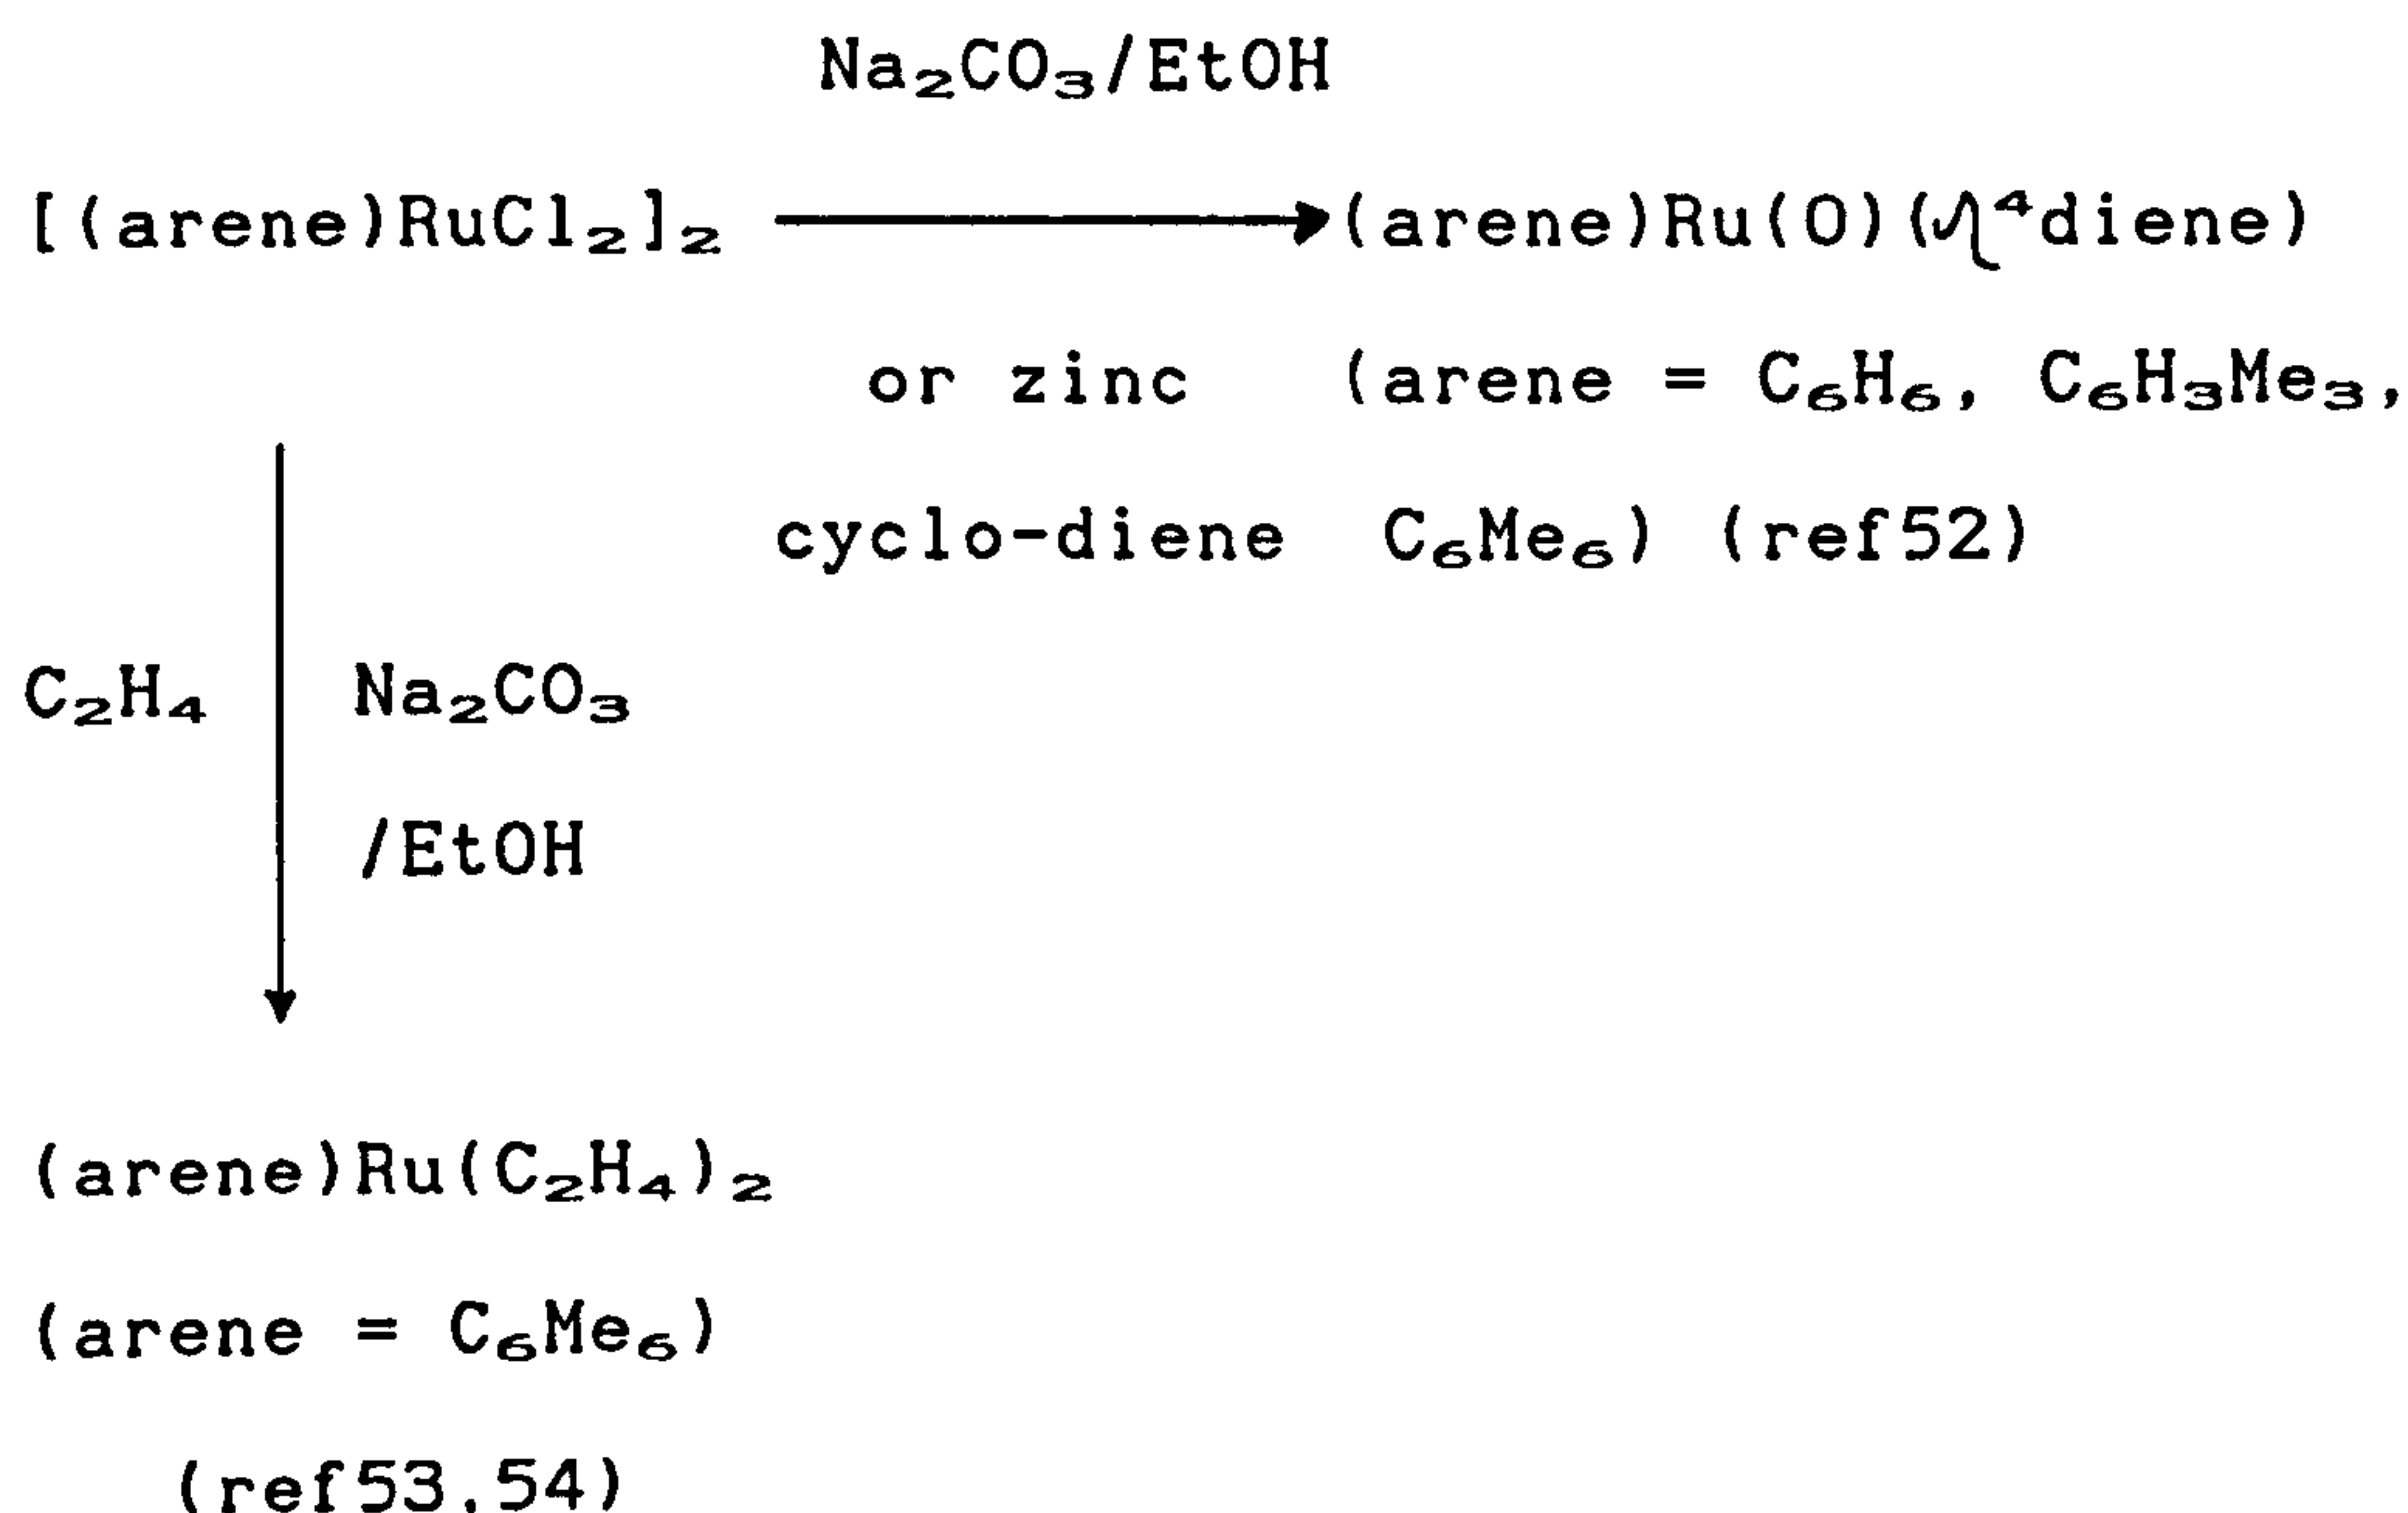 Na₂CO₃/EtOH
[(arene)RuCl₂]₂ (arene)Ru(O)(η⁴diene)
or zinc (arene = C₆H₆, C₆H₃Me₃,
cyclo-diene C₆Me₆) (ref52)
C₂H₄ Na₂CO₃
/EtOH
(arene)Ru(C₂H₄)₂
(arene = C₆Me₆)
(ref53,54)